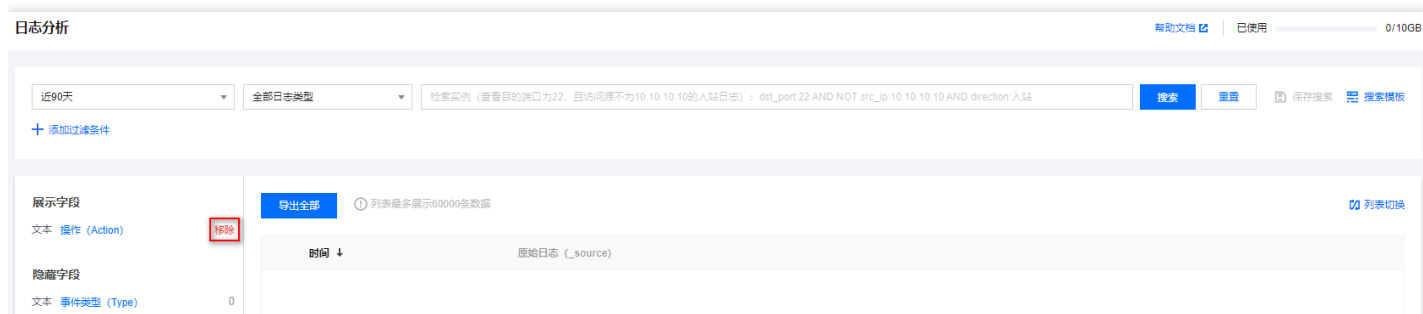 日志分析
帮助文档 已使用 0/10GB
近90天 全部日志类型 检索实例（查看目的端口为22，且访问源不为10.10.10.10的入站日志）：dst_port:22 AND NOT src_ip:10.10.10.10 AND direction:入站 搜索 重置 保存搜索 搜索模板
添加过滤条件
展示字段 导出全部 列表最多展示60000条数据 列表切换
文本 操作 (Action) 移除
时间 原始日志 (_source)
隐藏字段
文本 事件类型 (Type) 0